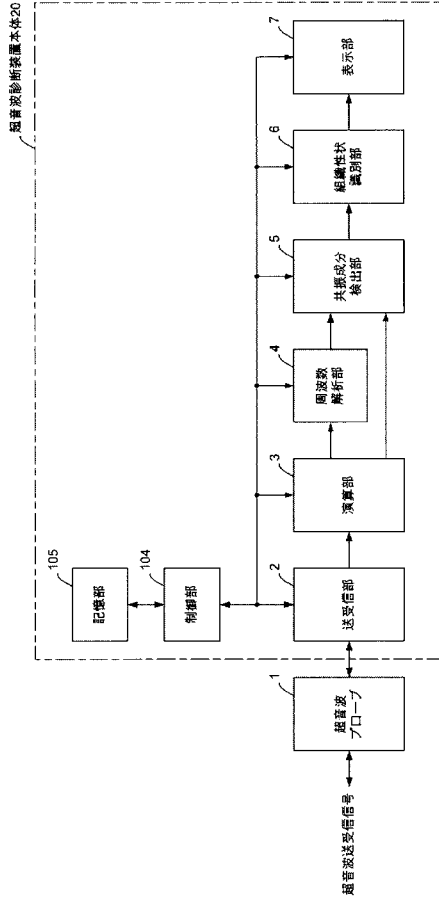 超音波診断装置本体20
105
記憶部
104
制御部
超音波送受信信号
1
超音波
プローブ
2
送受信部
3
演算部
4
周波数
解析部
5
共振成分
検出部
6
組織性状
識別部
7
表示部